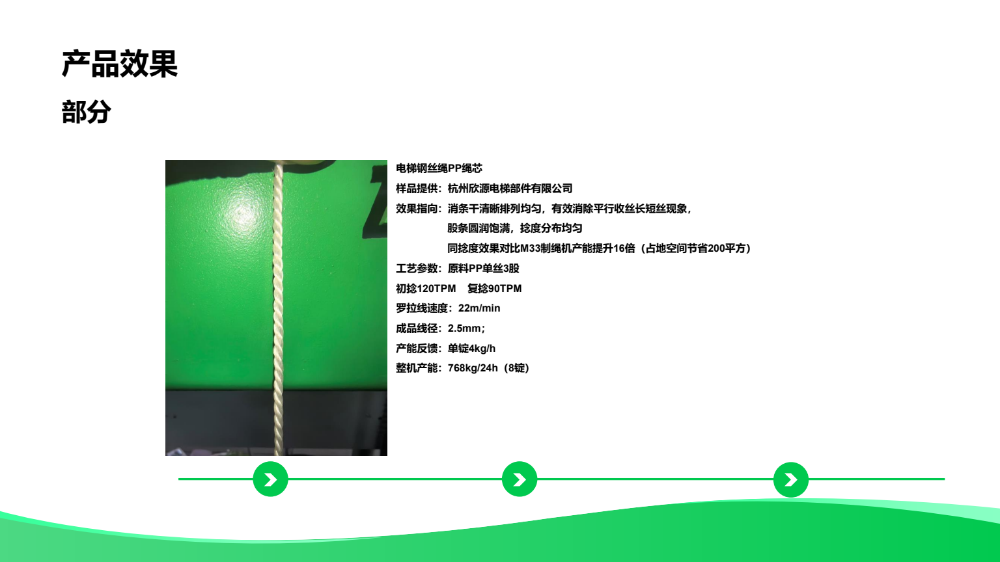 产品效果
部分
电梯钢丝绳PP绳芯
样品提供：杭州欣源电梯部件有限公司
效果指向：消条干清晰排列均匀，有效消除平行收丝长短丝现象，
股条圆润饱满，捻度分布均匀
同捻度效果对比M33制绳机产能提升16倍（占地空间节省200平方）
工艺参数：原料PP单丝3股
初捻120TPM    复捻90TPM
罗拉线速度：22m/min
成品线径：2.5mm；
产能反馈：单锭4kg/h
整机产能：768kg/24h（8锭）